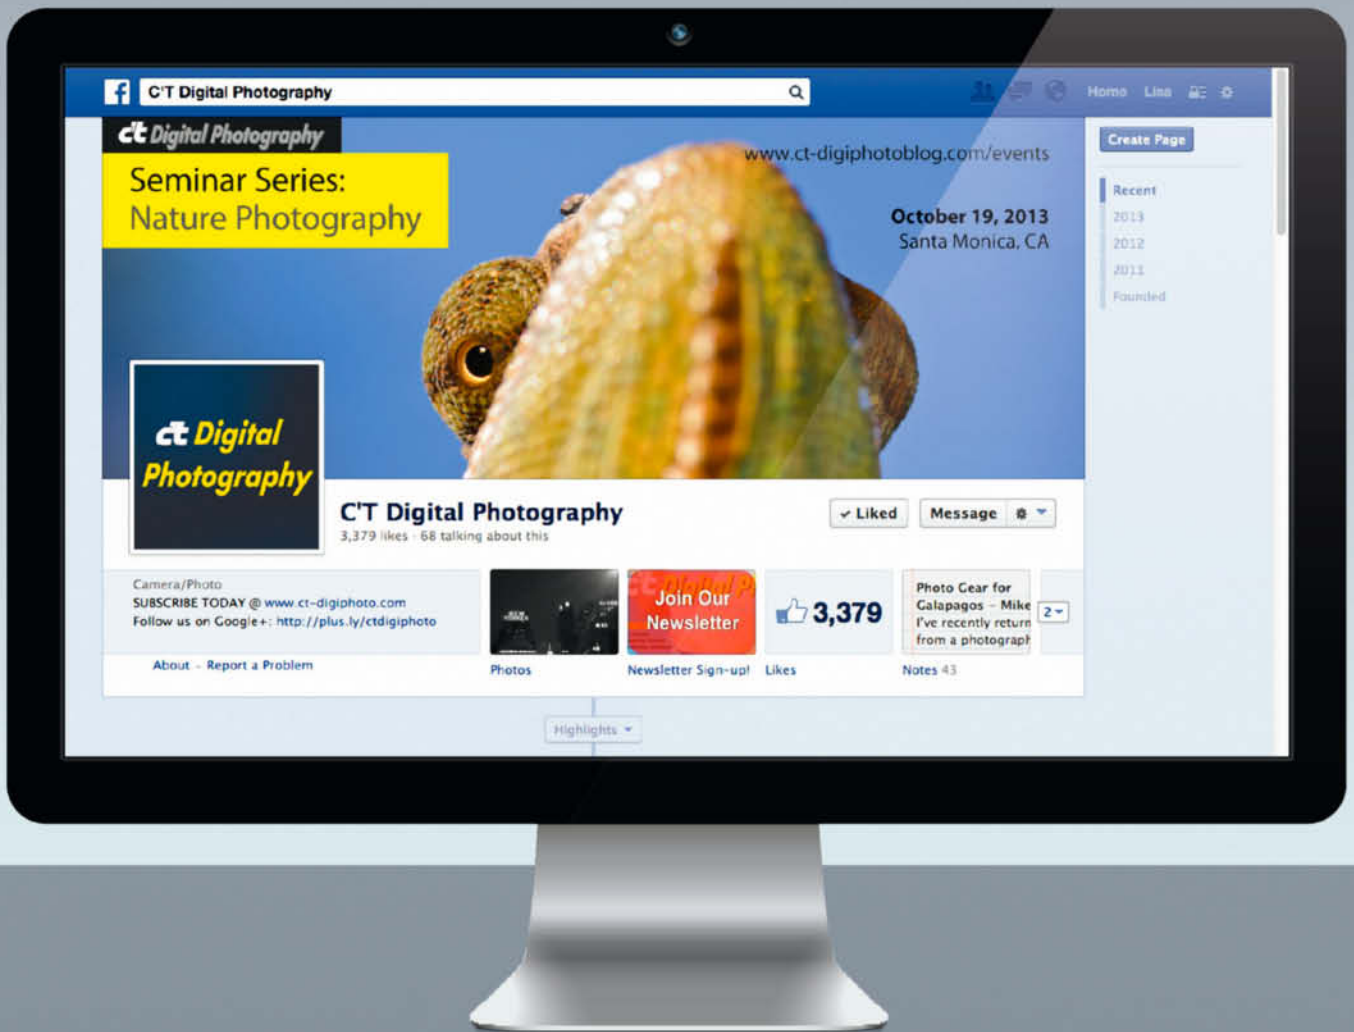 C'T Digital Photography
Home Lisa
c't Digital Photography
Seminar Series:
Nature Photography
www.ct-digiphotoblog.com/events
October 19, 2013
Santa Monica, CA
Create Page
Recent
2013
2012
2011
Founded
c't Digital
Photography
C'T Digital Photography
3,379 likes · 68 talking about this
Liked
Message
Camera/Photo
SUBSCRIBE TODAY @ www.ct-digiphoto.com
Follow us on Google+: http://plus.ly/ctdigiphoto
About – Report a Problem
Photos
Join Our
Newsletter
Newsletter Sign-up!
3,379
Likes
Photo Gear for
Galapagos – Mike
I've recently return
from a photograph
Notes 43
2
Highlights